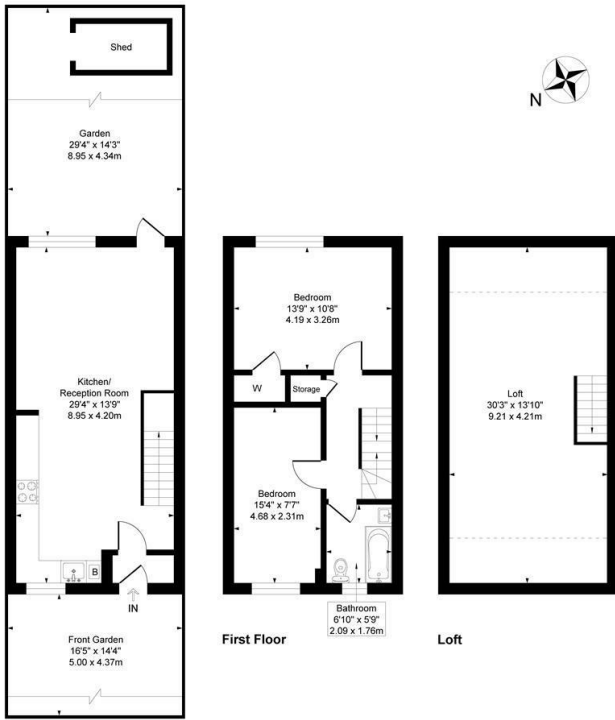 Shed
N
Garden
29'4" x 14'3"
8.95 x 4.34m
Kitchen/
Reception Room
29'4" x 13'9"
8.95 x 4.20m
B
IN
Front Garden
16'5" x 14'4"
5.00 x 4.37m
Bedroom
13'9" x 10'8"
4.19 x 3.26m
W
Storage
Bedroom
15'4" x 7'7"
4.68 x 2.31m
Bathroom
6'10" x 5'9"
2.09 x 1.76m
First Floor
Loft
30'3" x 13'10"
9.21 x 4.21m
Loft